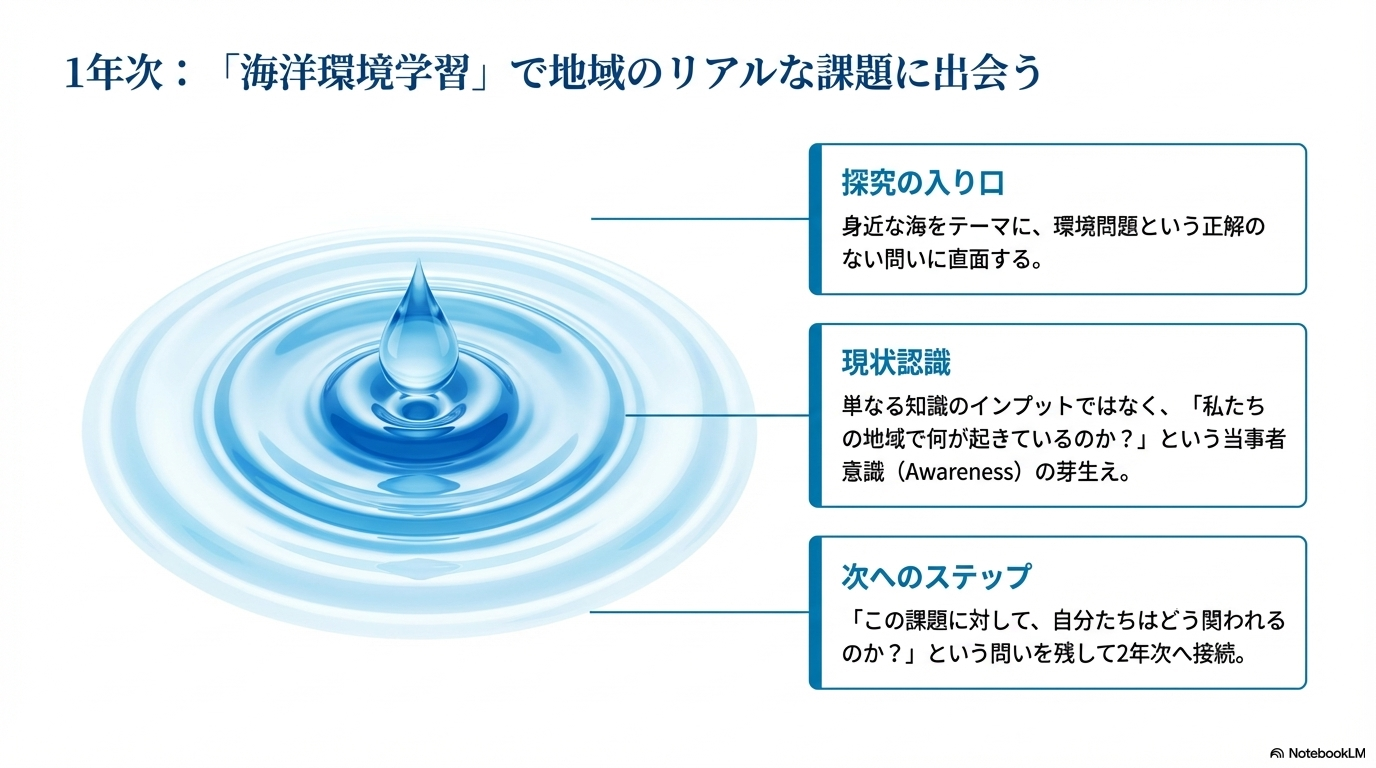 1年次：「海洋環境学習」で地域のリアルな課題に出会う
探究の入り口
身近な海をテーマに、環境問題という正解の
ない問いに直面する。
現状認識
単なる知識のインプットではなく、「私たち
の地域で何が起きているのか？」という当事者
意識（Awareness）の芽生え。
次へのステップ
「この課題に対して、自分たちはどう関われる
のか？」という問いを残して2年次へ接続。
NotebookLM